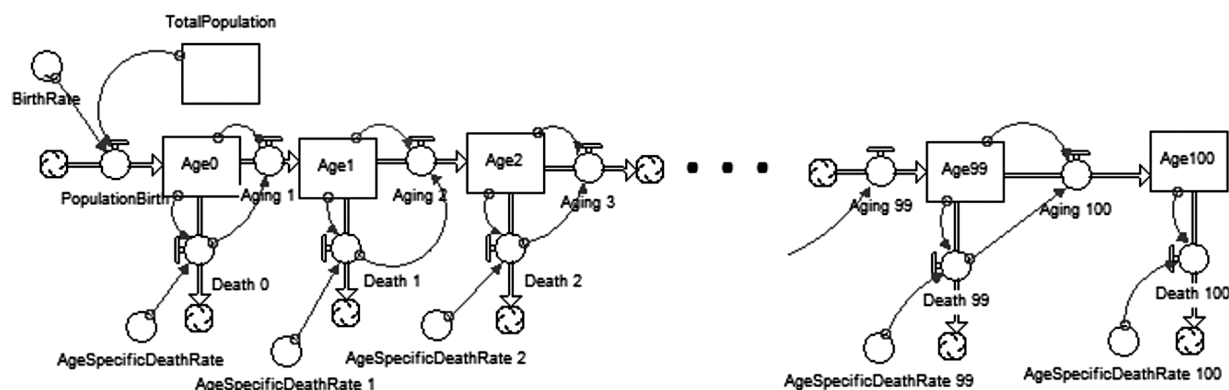 TotalPopulation
BirthRate
Age0
Age1
Age2
Age99
Age100
PopulationBirth
Aging 1
Aging 2
Aging 3
Aging 99
Aging 100
Death 0
Death 1
Death 2
Death 99
Death 100
AgeSpecificDeathRate
AgeSpecificDeathRate 1
AgeSpecificDeathRate 2
AgeSpecificDeathRate 99
AgeSpecificDeathRate 100